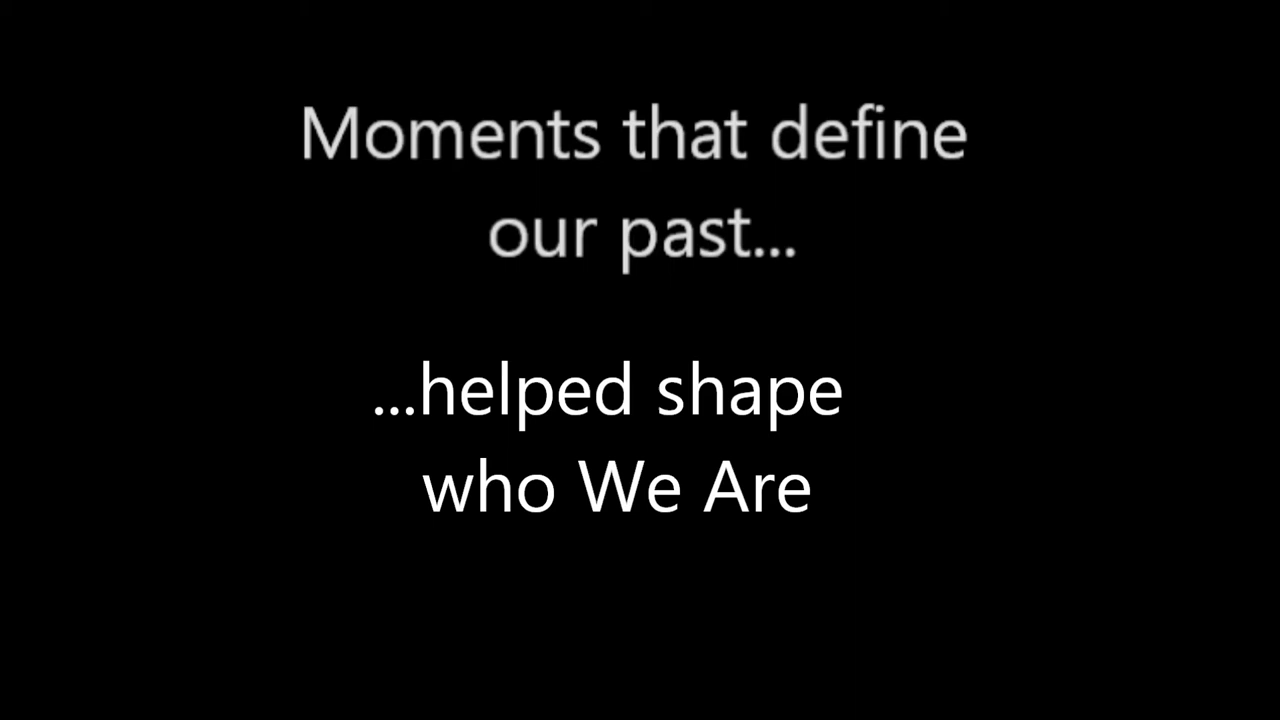 Moments that define
our past...
...helped shape
who We Are